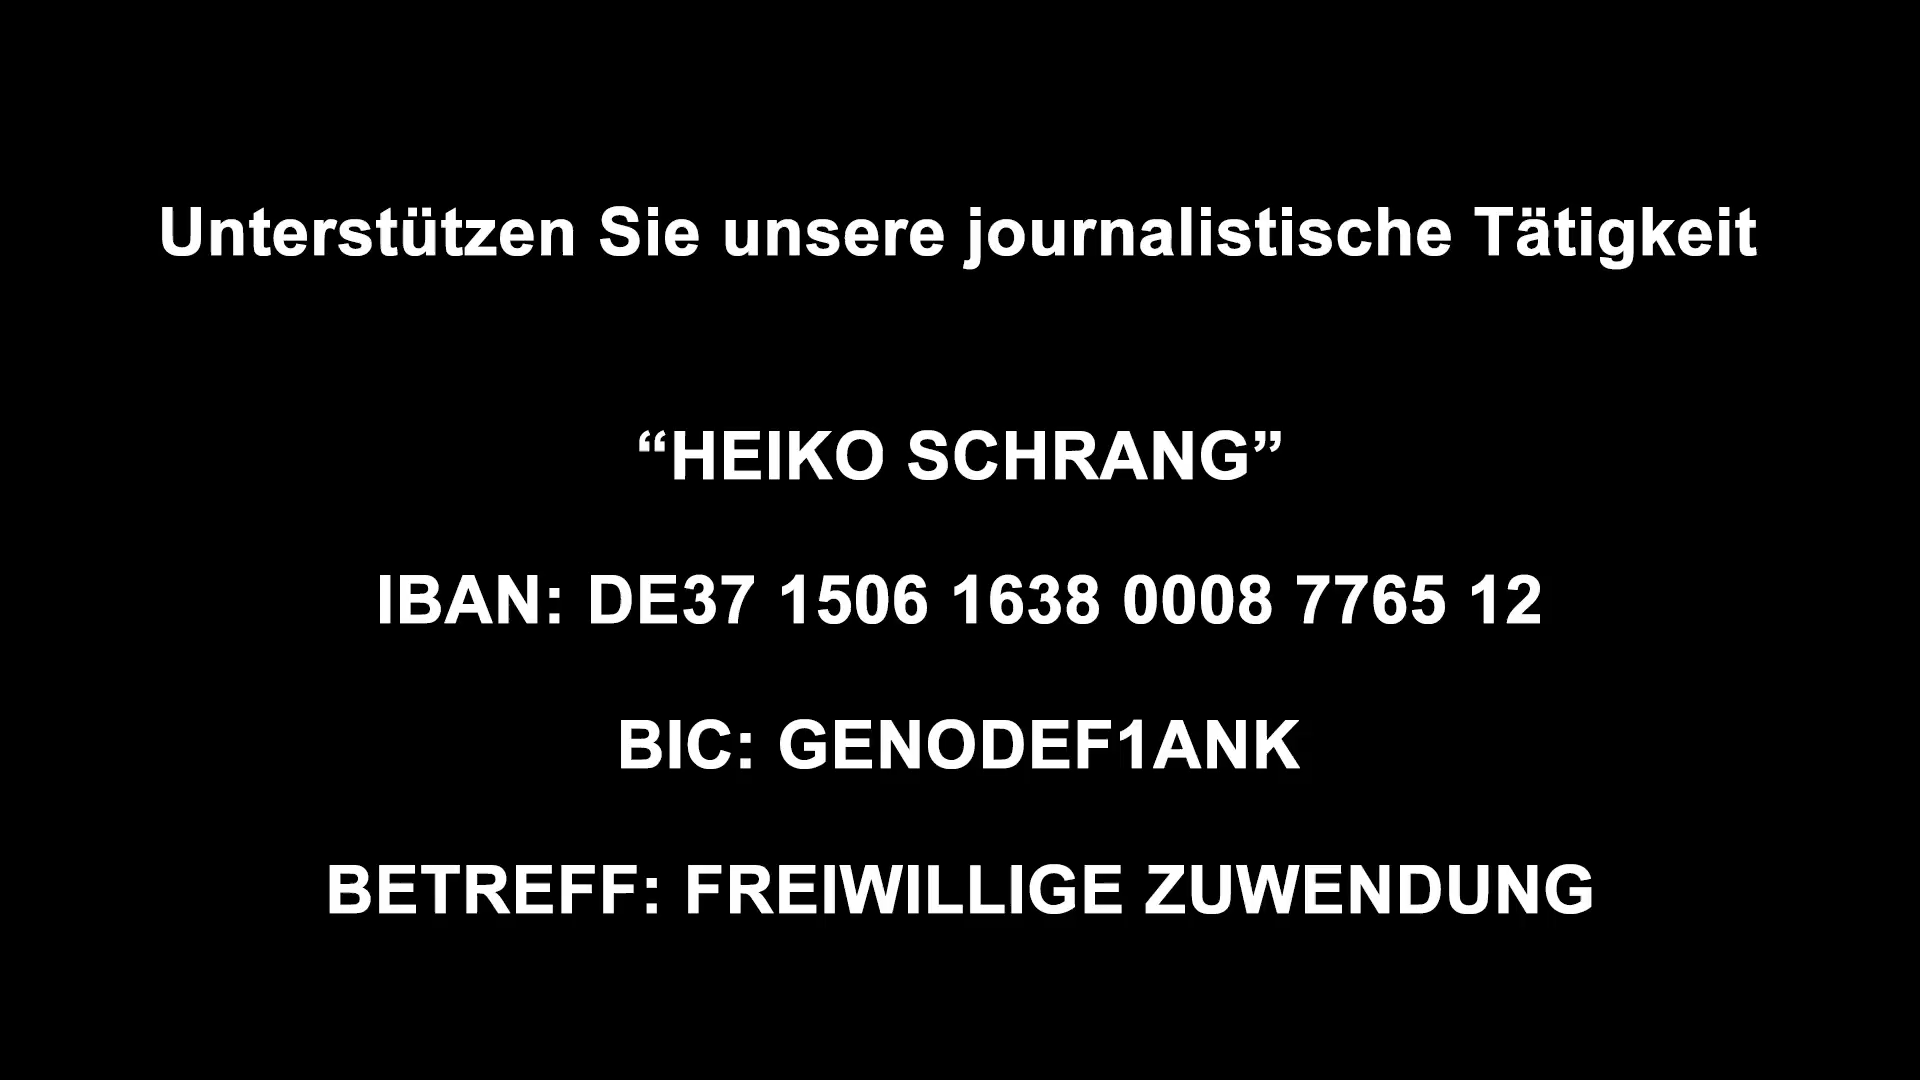 Unterstützen Sie unsere journalistische Tätigkeit
“HEIKO SCHRANG”
IBAN: DE37 1506 1638 0008 7765 12
BIC: GENODEF1ANK
BETREFF: FREIWILLIGE ZUWENDUNG